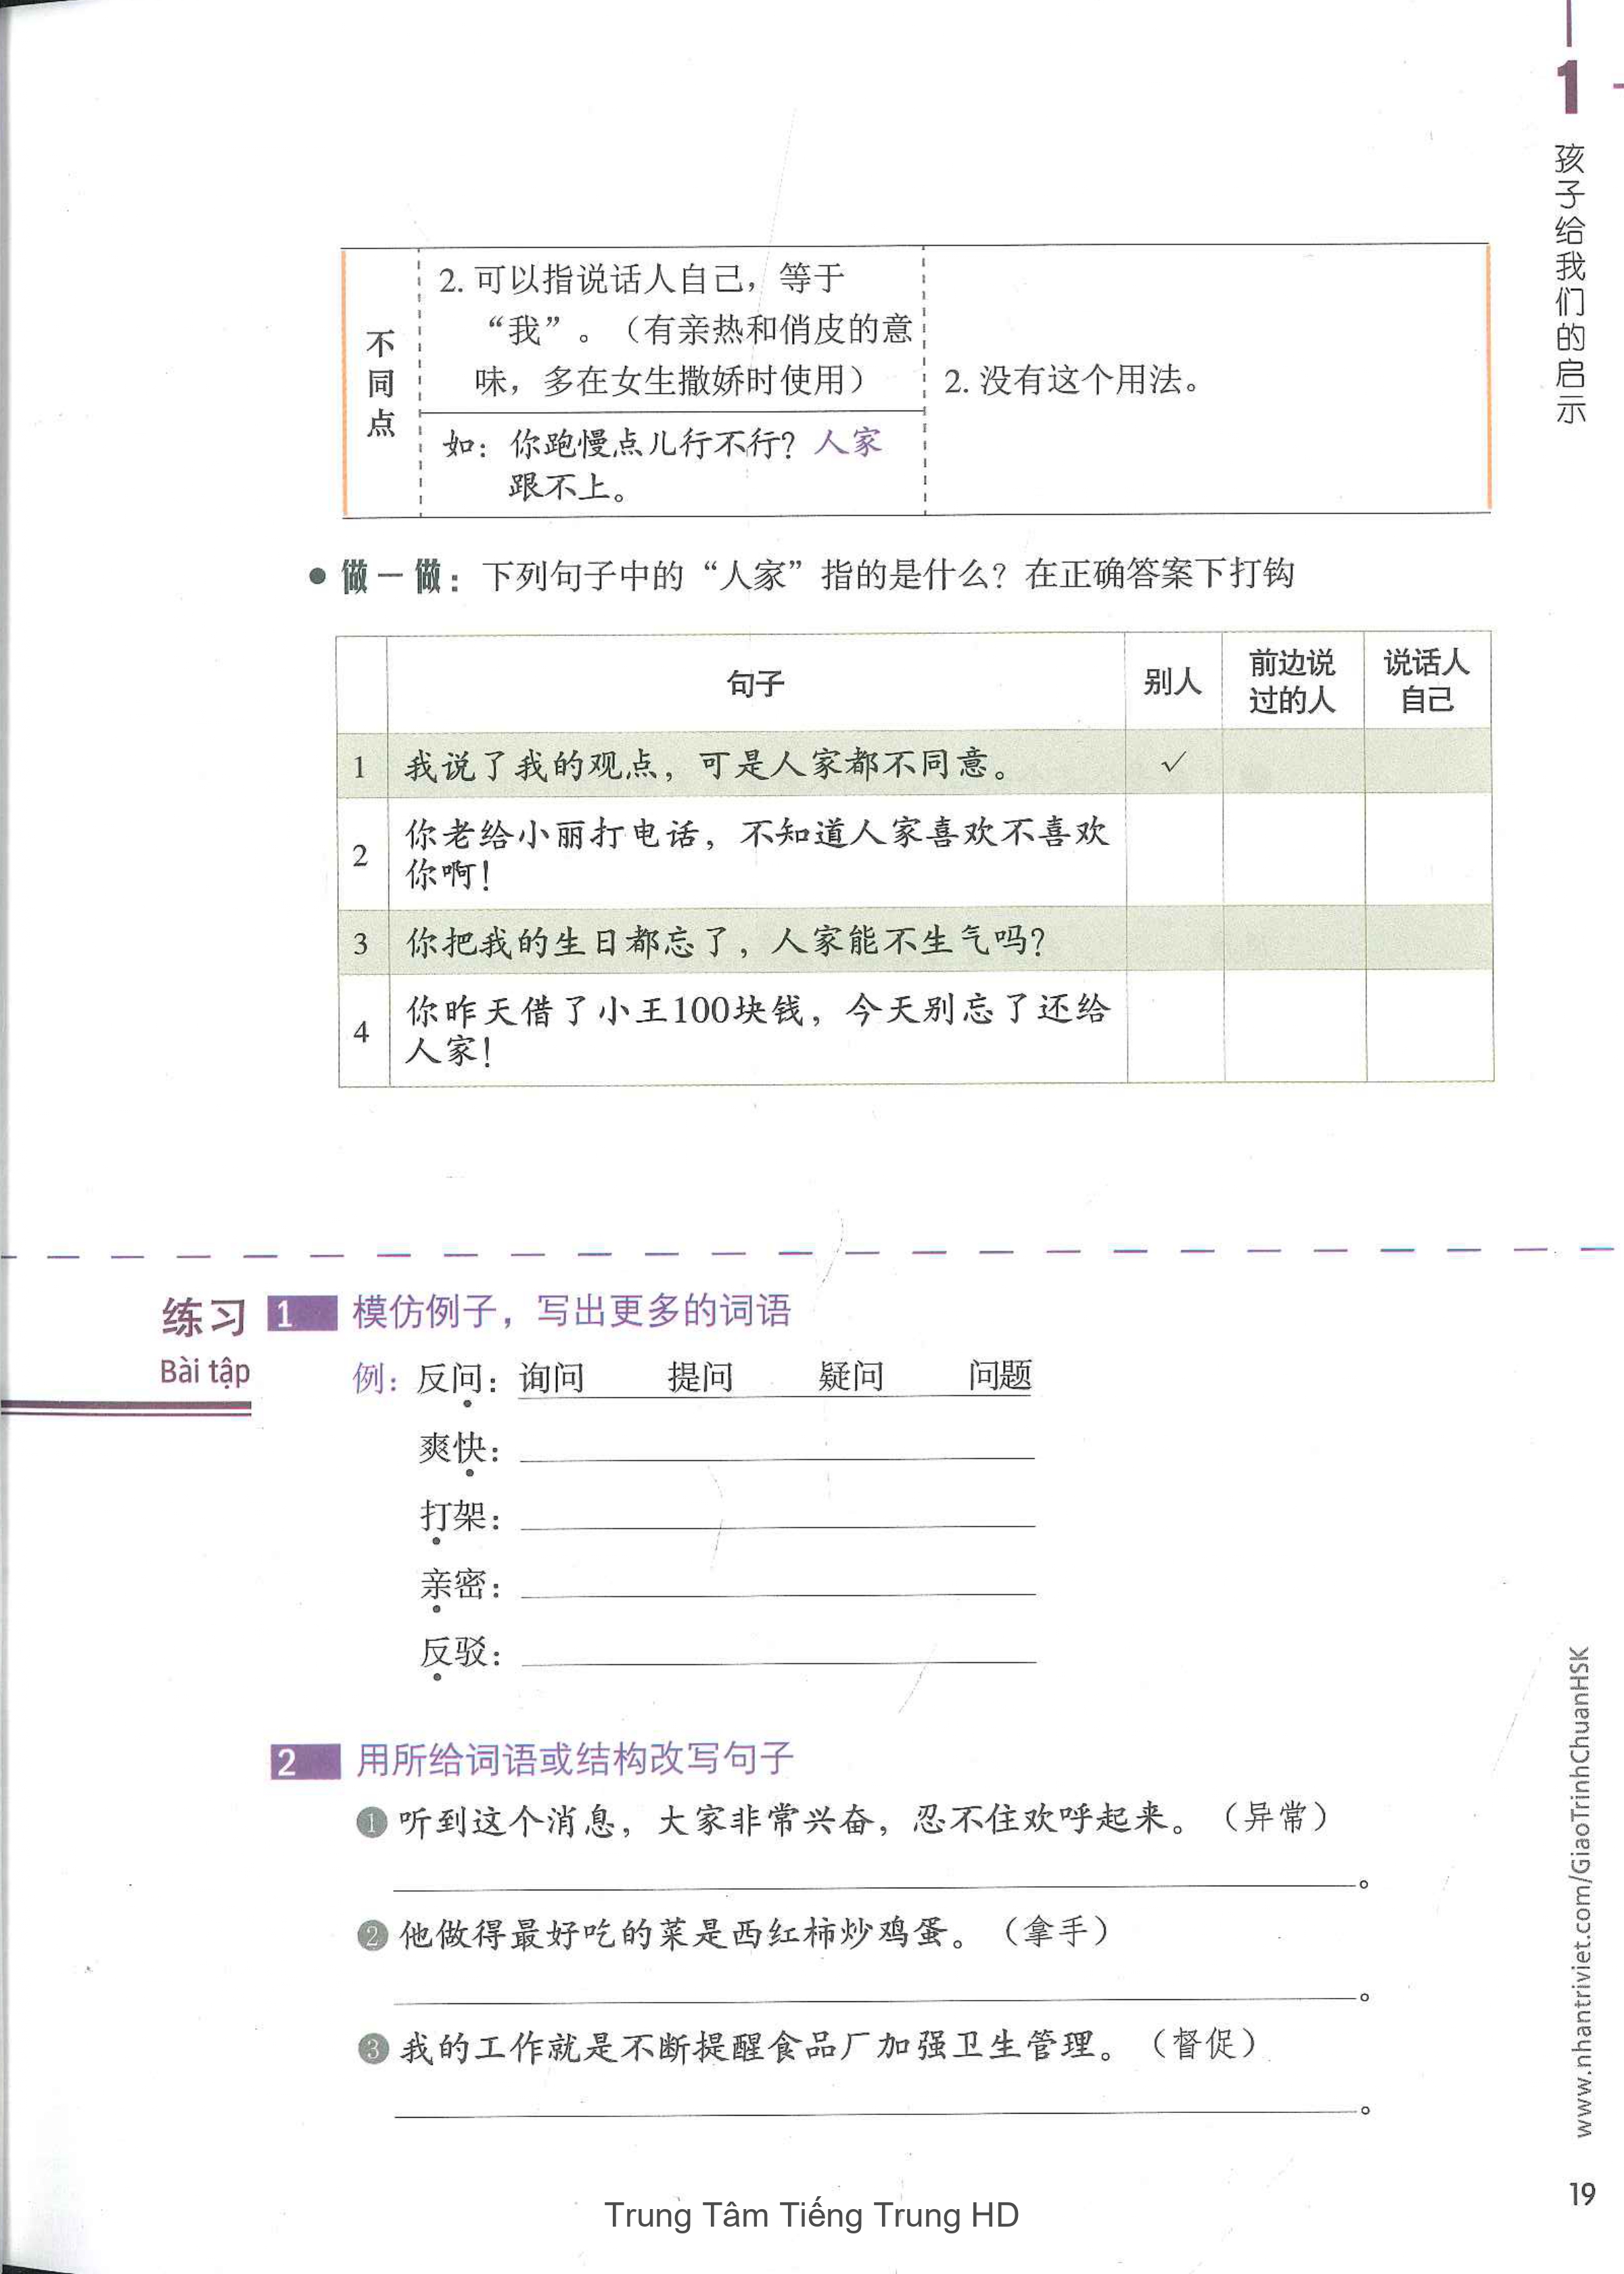 1
孩子给我们的启示
不同点
2. 可以指说话人自己，等于
“我”。（有亲热和俏皮的意
味，多在女生撒娇时使用）
如：你跑慢点儿行不行？人家
跟不上。
2. 没有这个用法。
● 做一做：下列句子中的“人家”指的是什么？在正确答案下打钩
句子
别人
前边说
过的人
说话人
自己
1 我说了我的观点，可是人家都不同意。 ✓
2 你老给小丽打电话，不知道人家喜欢不喜欢
你啊！
3 你把我的生日都忘了，人家能不生气吗？
4 你昨天借了小王100块钱，今天别忘了还给
人家！
练习
Bài tập
1 模仿例子，写出更多的词语
例：反问：询问 提问 疑问 问题
爽快：
打架：
亲密：
反驳：
2 用所给词语或结构改写句子
1 听到这个消息，大家非常兴奋，忍不住欢呼起来。（异常）
。
2 他做得最好吃的菜是西红柿炒鸡蛋。（拿手）
。
3 我的工作就是不断提醒食品厂加强卫生管理。（督促）
。
www.nhantriviet.com/GiaoTrinhChuanHSK
19
Trung Tâm Tiếng Trung HD